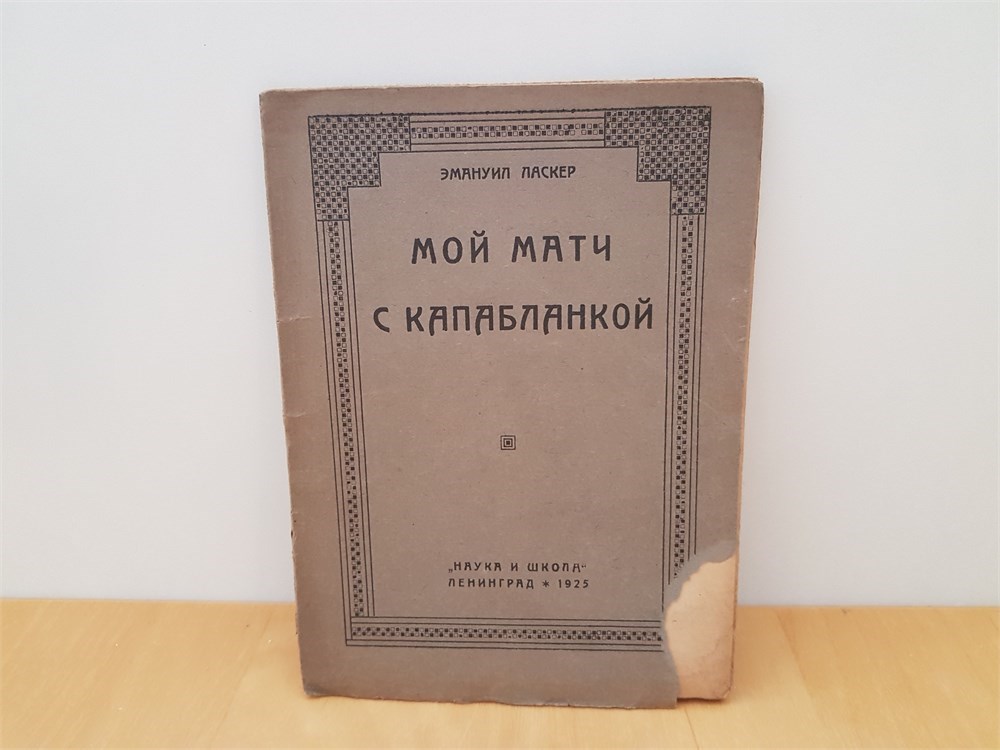 ЭМАНУИЛ ЛАСКЕР
МОЙ МАТЧ
С КАПАБЛАНКОЙ
„НАУКА И ШКОЛА“
ЛЕНИНГРАД * 1925